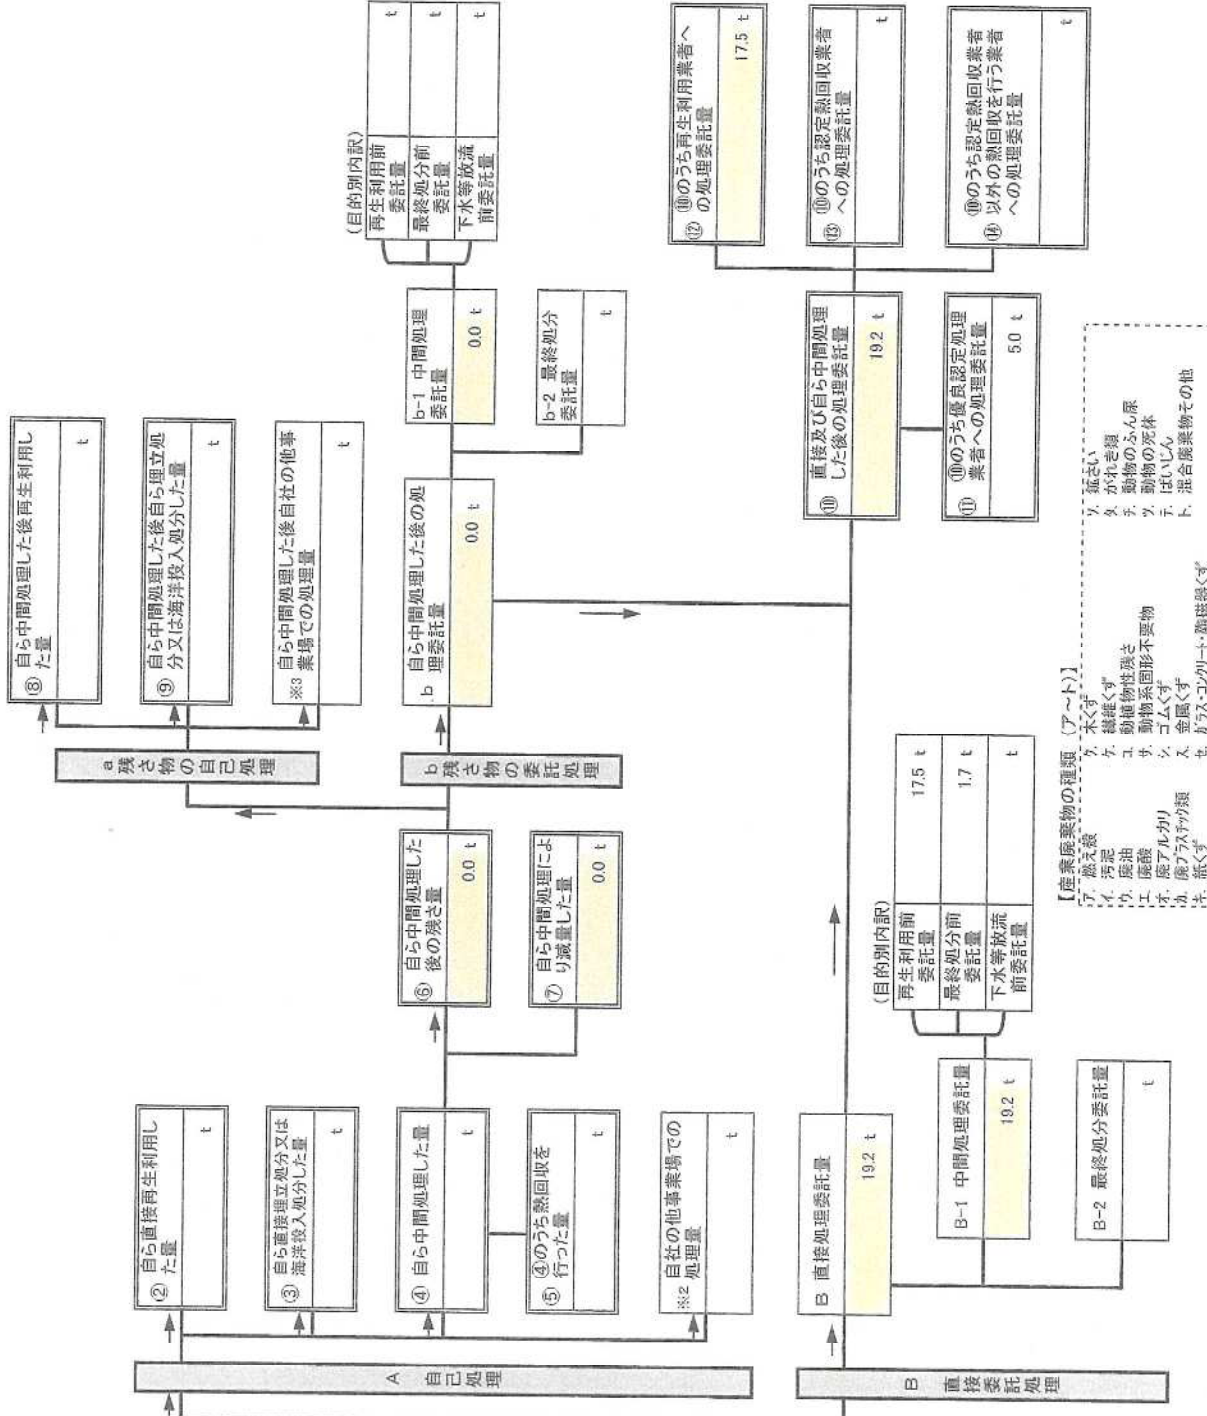 A 自己処理
② 自ら直接再生利用し
た量
t
③ 自ら直接埋立処分又は
海洋投入処分した量
t
④ 自ら中間処理した量
t
⑤ ④のうち熱回収を
行った量
t
※2 自社の他事業場での
処理量
t
⑥ 自ら中間処理した
後の残さ量
0.0 t
⑦ 自ら中間処理によ
り減量した量
0.0 t
a 残さ物の自己処理
⑧ 自ら中間処理した後再生利用し
た量
t
⑨ 自ら中間処理した後自ら埋立処
分又は海洋投入処分した量
t
※3 自ら中間処理した後自社の他事
業場での処理量
t
b 残さ物の委託処理
b 自ら中間処理した後の処
理委託量
0.0 t
b-1 中間処理
委託量
0.0 t
b-2 最終処分
委託量
t
(目的別内訳)
再生利用前
委託量
t
最終処分前
委託量
t
下水等放流
前委託量
t
B 直接委託処理
B 直接処理委託量
19.2 t
B-1 中間処理委託量
19.2 t
B-2 最終処分委託量
t
(目的別内訳)
再生利用前
委託量
17.5 t
最終処分前
委託量
1.7 t
下水等放流
前委託量
t
⑩ 直接及び自ら中間処理
した後の処理委託量
19.2 t
⑪ ⑩のうち優良認定処理
業者への処理委託量
5.0 t
⑫ ⑩のうち再生利用業者へ
の処理委託量
17.5 t
⑬ ⑩のうち認定熱回収業者
への処理委託量
t
⑭ ⑩のうち認定熱回収業者
以外の熱回収を行う業者
への処理委託量
t
【産業廃棄物の種類 (ア~ト)】
ア. 燃え殻
イ. 汚泥
ウ. 廃油
エ. 廃酸
オ. 廃アルカリ
カ. 廃プラスチック類
キ. 紙くず
ク. 木くず
ケ. 繊維くず
コ. 動植物性残さ
サ. 動物系固形不要物
シ. ゴムくず
ス. 金属くず
セ. ガラス・コンクリート・陶磁器くず
ソ. 鉱さい
タ. がれき類
チ. 動物のふん尿
ツ. 動物の死体
テ. ばいじん
ト. 混合廃棄物その他